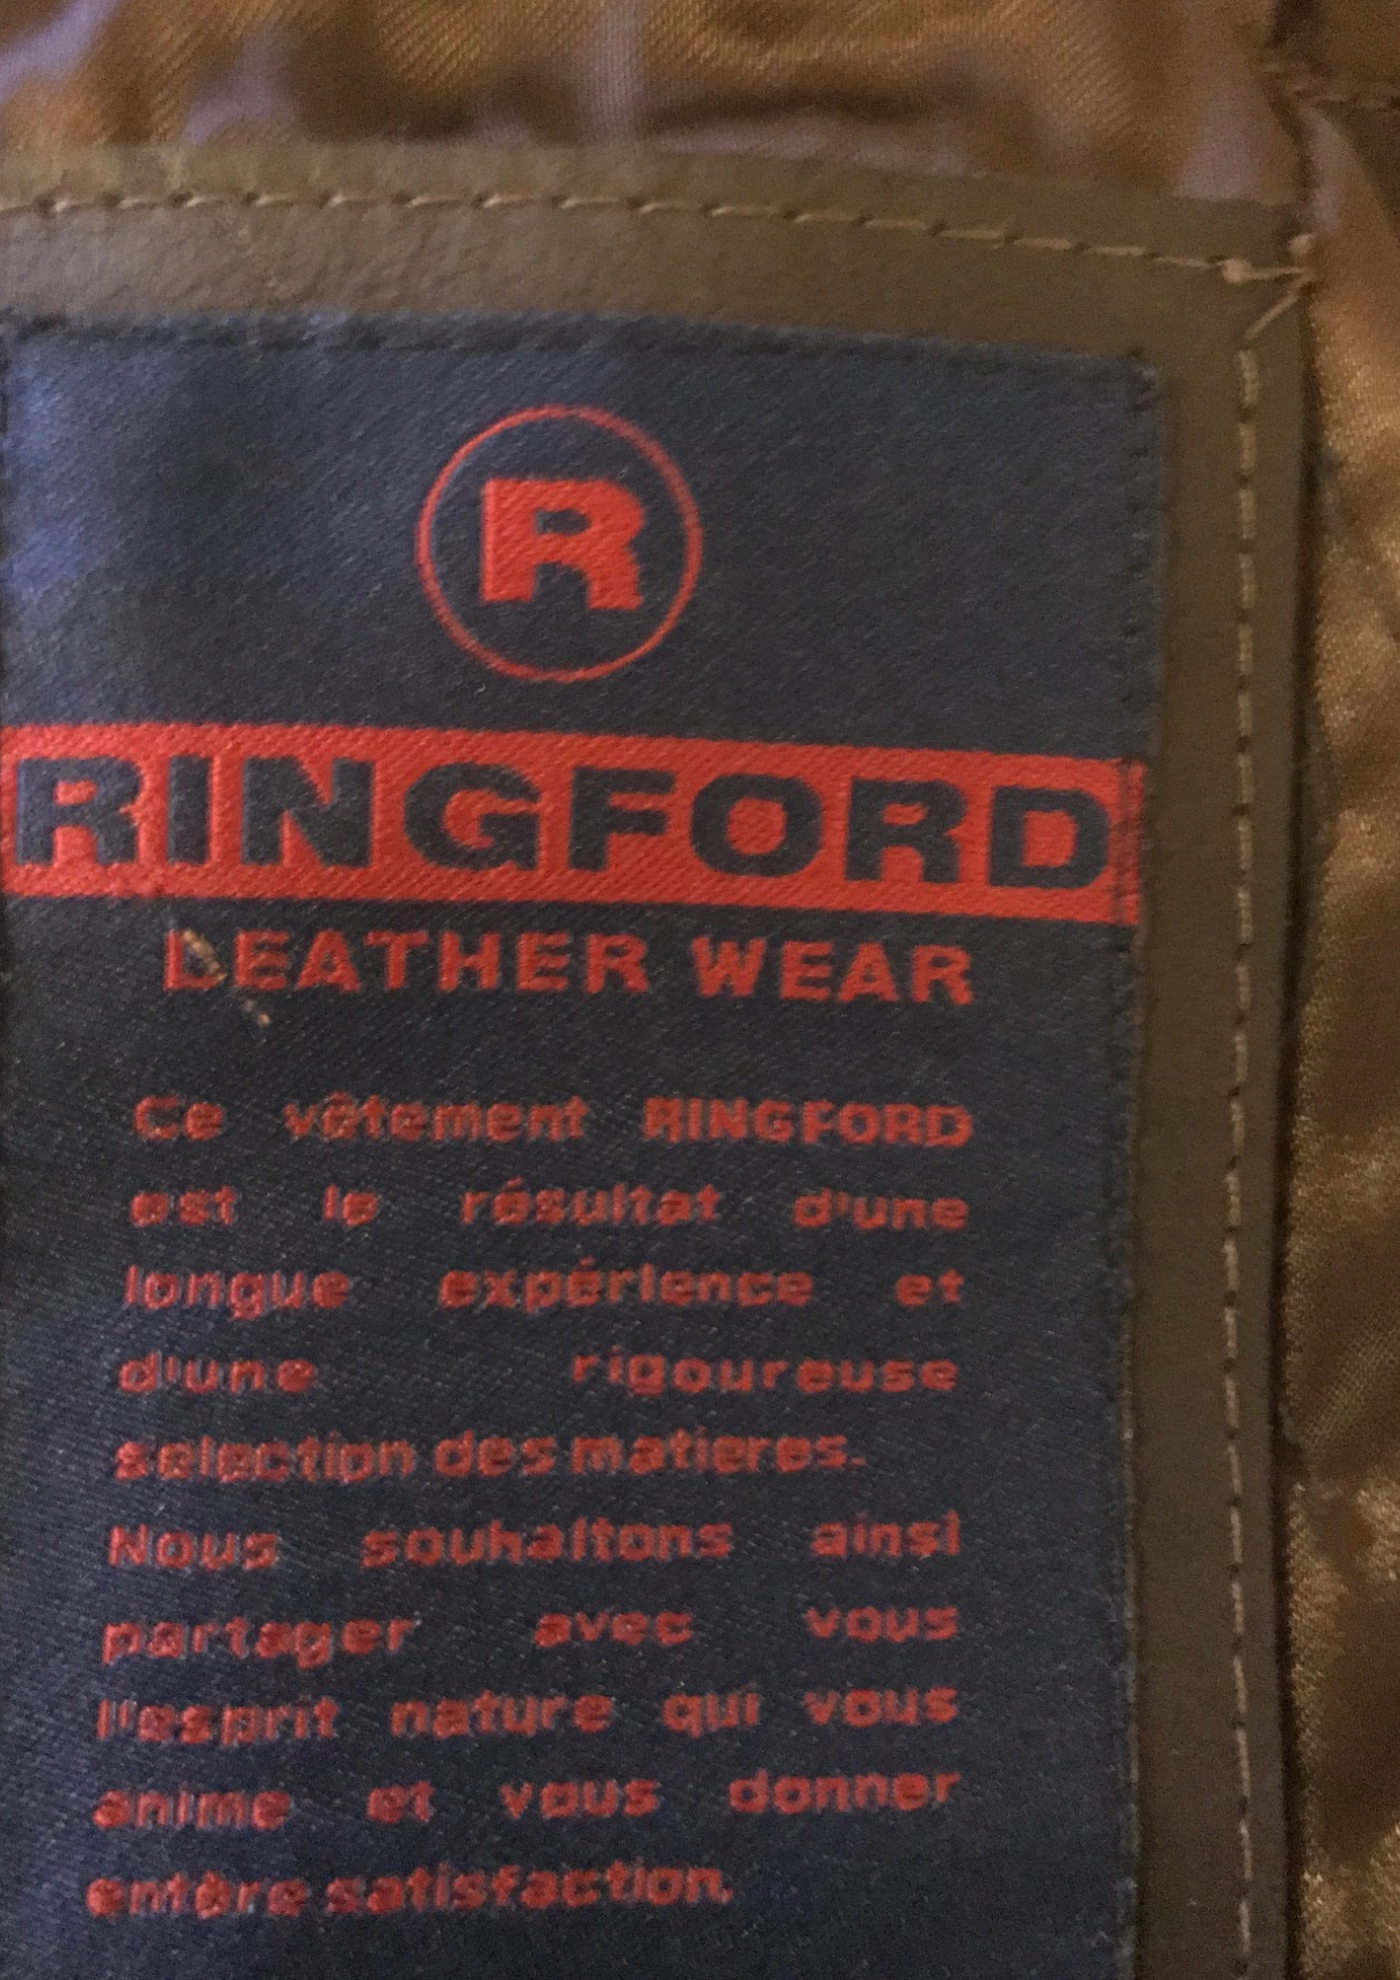 R
RINGFORD
LEATHER WEAR
Ce vêtement RINGFORD
est le résultat d'une
longue expérience et
d'une rigoureuse
selection des matieres.
Nous souhaitons ainsi
partager avec vous
l'esprit nature qui vous
anime et vous donner
entère satisfaction.